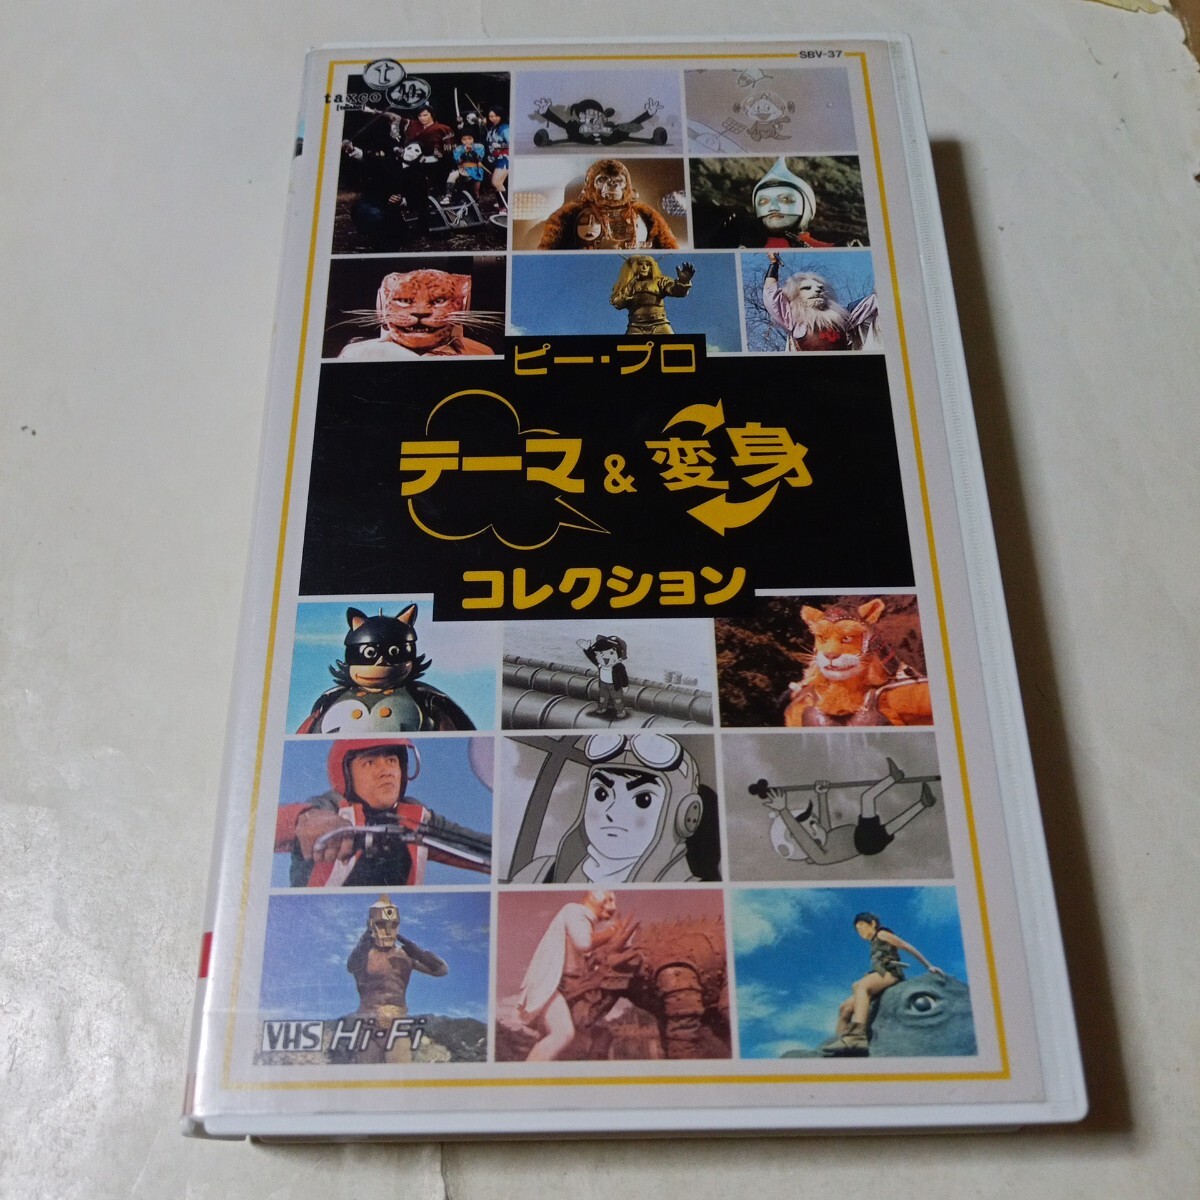 SBV-37
t
taxco
ピー・プロ
テーマ & 変身
コレクション
VHS Hi-Fi